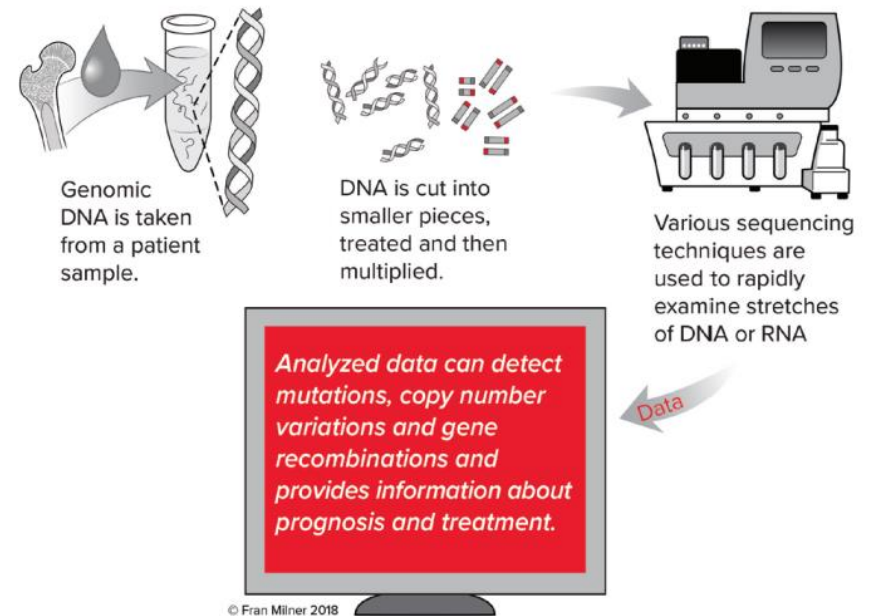 Genomic
DNA is taken
from a patient
sample.
DNA is cut into
smaller pieces,
treated and then
multiplied.
Various sequencing
techniques are
used to rapidly
examine stretches
of DNA or RNA
Data
Analyzed data can detect
mutations, copy number
variations and gene
recombinations and
provides information about
prognosis and treatment.
© Fran Milner 2018